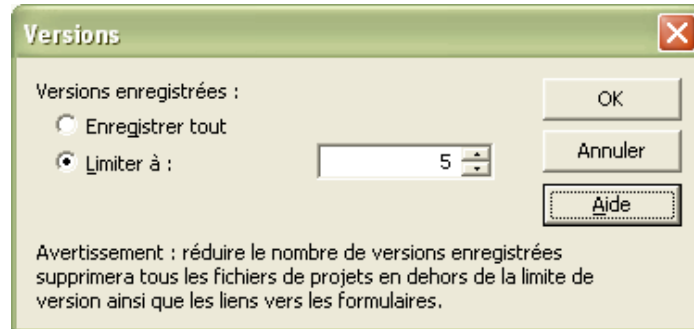 Versions
Versions enregistrées :
OK
Enregistrer tout
Limiter à :
5
Annuler
Aide
Avertissement : réduire le nombre de versions enregistrées
supprimera tous les fichiers de projets en dehors de la limite de
version ainsi que les liens vers les formulaires.